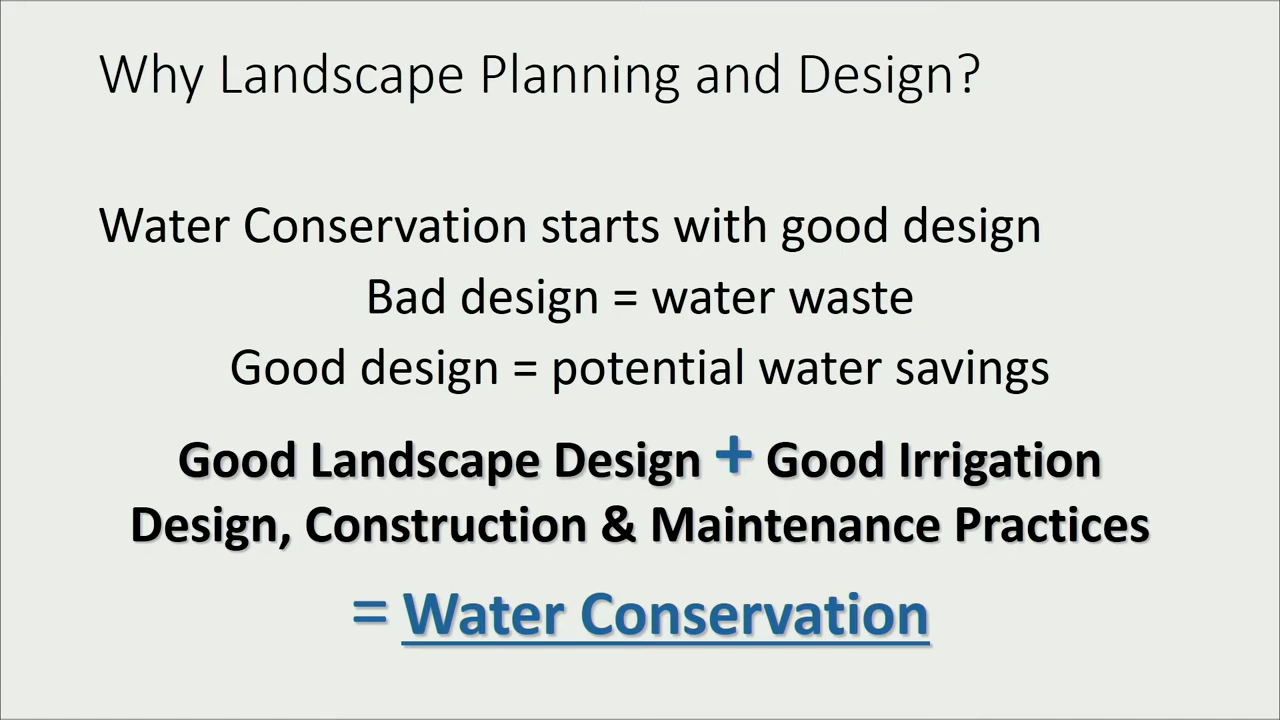 Why Landscape Planning and Design?
Water Conservation starts with good design
Bad design = water waste
Good design = potential water savings
Good Landscape Design + Good Irrigation
Design, Construction & Maintenance Practices
= Water Conservation